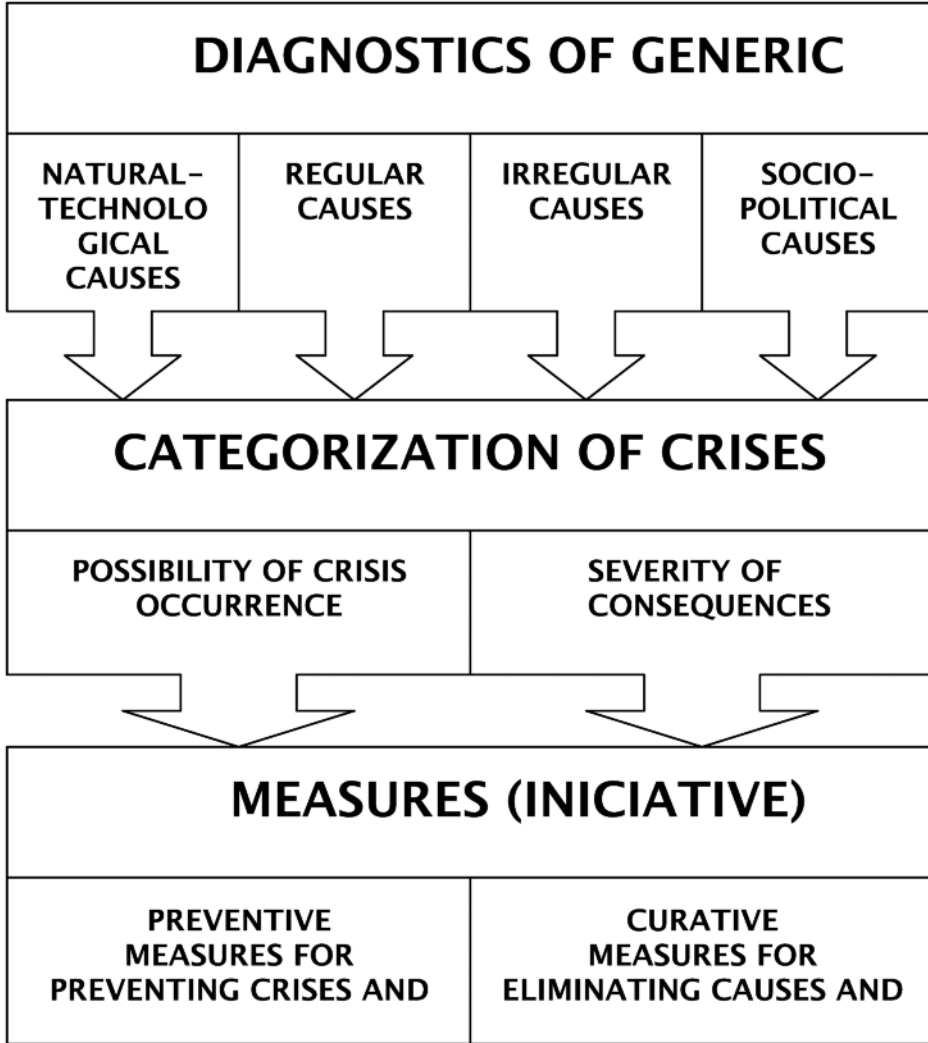 DIAGNOSTICS OF GENERIC
NATURAL-
TECHNOLO
GICAL
CAUSES
REGULAR
CAUSES
IRREGULAR
CAUSES
SOCIO-
POLITICAL
CAUSES
CATEGORIZATION OF CRISES
POSSIBILITY OF CRISIS
OCCURRENCE
SEVERITY OF
CONSEQUENCES
MEASURES (INICIATIVE)
PREVENTIVE
MEASURES FOR
PREVENTING CRISES AND
CURATIVE
MEASURES FOR
ELIMINATING CAUSES AND